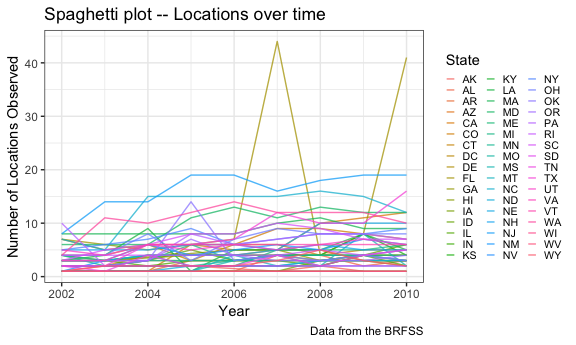 Spaghetti plot -- Locations over time
Number of Locations Observed
40
30
20
10
0
2002 2004 2006 2008 2010
Year
State
AK KY NY
AL LA OH
AR MA OK
AZ MD OR
CA ME PA
CO MI RI
CT MN SC
DC MO SD
DE MS TN
FL MT TX
GA NC UT
HI ND VA
IA NE VT
ID NH WA
IL NJ WI
IN NM WV
KS NV WY
Data from the BRFSS